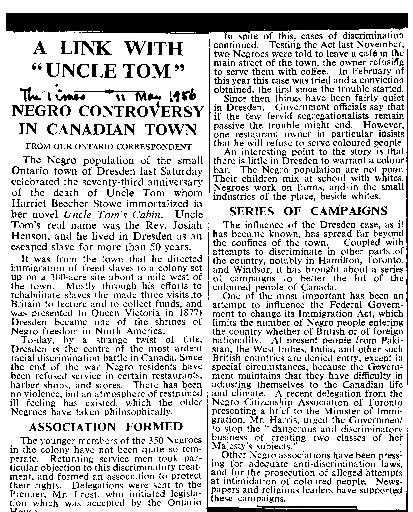 A LINK WITH
"UNCLE TOM"
The Times 11 May 1956
NEGRO CONTROVERSY
IN CANADIAN TOWN
FROM OUR ONTARIO CORRESPONDENT
The Negro population of the small
Ontario town of Dresden last Saturday
celebrated the seventy-third anniversary
of the death of Uncle Tom whom
Harriet Beecher Stowe immortalized in
her novel Uncle Tom's Cabin. Uncle
Tom's real name was the Rev. Josiah
Henson, and he lived in Dresden as an
escaped slave for more than 50 years.
It was from the town that he directed
immigration of freed slaves to a colony set
up on a 300-acre site about a mile west of
the town. Mostly through his efforts to
rehabilitate slaves (he made three visits to
Britain to lecture and to collect funds, and
was presented to Queen Victoria in 1877)
Dresden became one of the shrines of
Negro freedom in North America.
To-day, by a strange twist of fate,
Dresden is the centre of the most ardent
racial discrimination battle in Canada. Since
the end of the war Negro residents have
been refused service in certain restaurants,
barber shops, and stores. There has been
no violence, but an atmosphere of restrained
ill feeling has existed which the older
Negroes have taken philosophically.
ASSOCIATION FORMED
The younger members of the 350 Negroes
in the colony have not been quite so tem-
perate. Returning service men took par-
ticular objection to this discriminatory treat-
ment, and formed an association to protect
their rights. Delegations were sent to the
Premier, Mr. Frost, who initiated legisla-
tion which was accepted by the Ontario
In spite of this, cases of discrimination
continued. Testing the Act last November,
two Negroes were told to leave a café in the
main street of the town, the owner refusing
to serve them with coffee. In February of
this year this case was tried and a conviction
obtained, the first since the trouble started.
Since then things have been fairly quiet
in Dresden. Government officials say that
if the few fervid segregationalists remain
passive the trouble might end. However,
one restaurant owner in particular insists
that he will refuse to serve coloured people.
An interesting point to the story is that
there is little in Dresden to warrant a colour
bar. The Negro population are not poor.
Their children mix at school with whites.
Negroes work on farms, and in the small
industries of the place, beside whites.
SERIES OF CAMPAIGNS
The influence of the Dresden case, as it
has become known, has spread far beyond
the confines of the town. Coupled with
attempts to discriminate in other parts of
the country, notably in Hamilton, Toronto,
and Windsor, it has brought about a series
of campaigns to better the lot of the
coloured people of Canada.
One of the most important has been an
attempt to influence the Federal Govern-
ment to change its Immigration Act, which
limits the number of Negro people entering
the country whether of British or of foreign
nationality. At present people from Paki-
stan, the West Indies, India, and other such
British countries are denied entry, except in
special circumstances, because the Govern-
ment maintains that they have difficulty in
adjusting themselves to the Canadian life
and climate. A recent delegation from the
Negro Citizenship Association of Toronto
presenting a brief to the Minister of Immi-
gration, Mr. Harris, urged the Government
to stop the "dangerous and discriminatory
business of creating two classes of her
Majesty's subjects."
Other Negro associations have been press-
ing for adequate anti-discrimination laws,
and for the prosecution of alleged attempts
at intimidation of coloured people. News-
papers and religious leaders have supported
these campaigns.